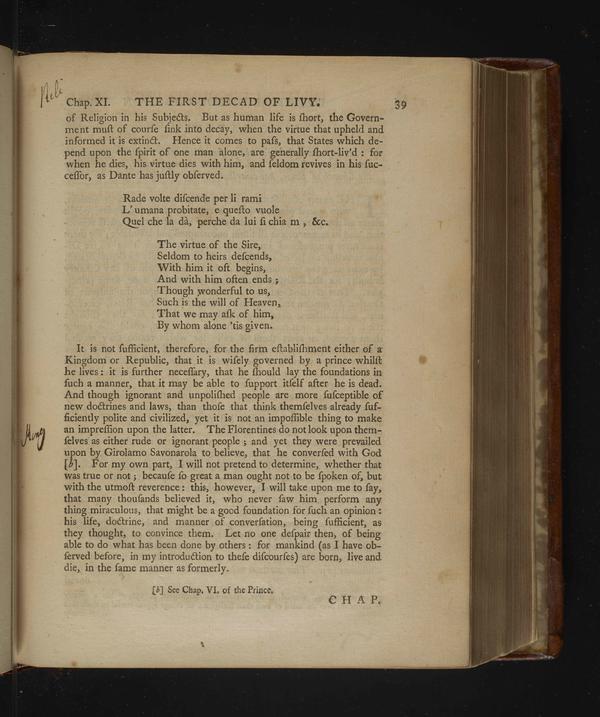 Chap. XI. THE FIRST DECAD OF LIVY. 39
of Religion in his Subjects. But as human life is ſhort, the Govern-
ment muſt of courſe ſink into decay, when the virtue that upheld and
informed it is extinct. Hence it comes to paſs, that States which de-
pend upon the ſpirit of one man alone, are generally ſhort-liv'd : for
when he dies, his virtue dies with him, and ſeldom revives in his ſuc-
ceſſor, as Dante has juſtly obſerved.
Rade volte diſcende per li rami
L' umana probitate, e queſto vuole
Quel che la dà, perche da lui ſi chia m , &c.
The virtue of the Sire,
Seldom to heirs deſcends,
With him it oft begins,
And with him often ends ;
Though wonderful to us,
Such is the will of Heaven,
That we may aſk of him,
By whom alone 'tis given.
It is not ſufficient, therefore, for the firm eſtabliſhment either of a
Kingdom or Republic, that it is wiſely governed by a prince whilſt
he lives : it is further neceſſary, that he ſhould lay the foundations in
ſuch a manner, that it may be able to ſupport itſelf after he is dead.
And though ignorant and unpoliſhed people are more ſuſceptible of
new doctrines and laws, than thoſe that think themſelves already ſuf-
ficiently polite and civilized, yet it is not an impoſſible thing to make
an impreſſion upon the latter. The Florentines do not look upon them-
ſelves as either rude or ignorant people ; and yet they were prevailed
upon by Girolamo Savonarola to believe, that he converſed with God
[b]. For my own part, I will not pretend to determine, whether that
was true or not ; becauſe ſo great a man ought not to be ſpoken of, but
with the utmoſt reverence : this, however, I will take upon me to ſay,
that many thouſands believed it, who never ſaw him perform any
thing miraculous, that might be a good foundation for ſuch an opinion :
his life, doctrine, and manner of converſation, being ſufficient, as
they thought, to convince them. Let no one deſpair then, of being
able to do what has been done by others : for mankind (as I have ob-
ſerved before, in my introduction to theſe diſcourſes) are born, live and
die, in the ſame manner as formerly.
[b] See Chap. VI. of the Prince.
CHAP.